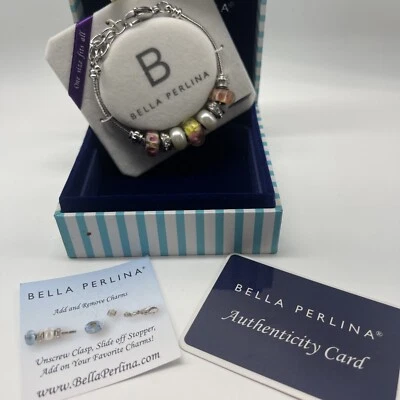 One size fits all
B
BELLA PERLINA
BELLA PERLINA®
Add and Remove Charms
Unscrew Clasp, Slide off Stopper,
Add on Your Favorite Charms!
www.BellaPerlina.com
BELLA PERLINA®
Authenticity Card